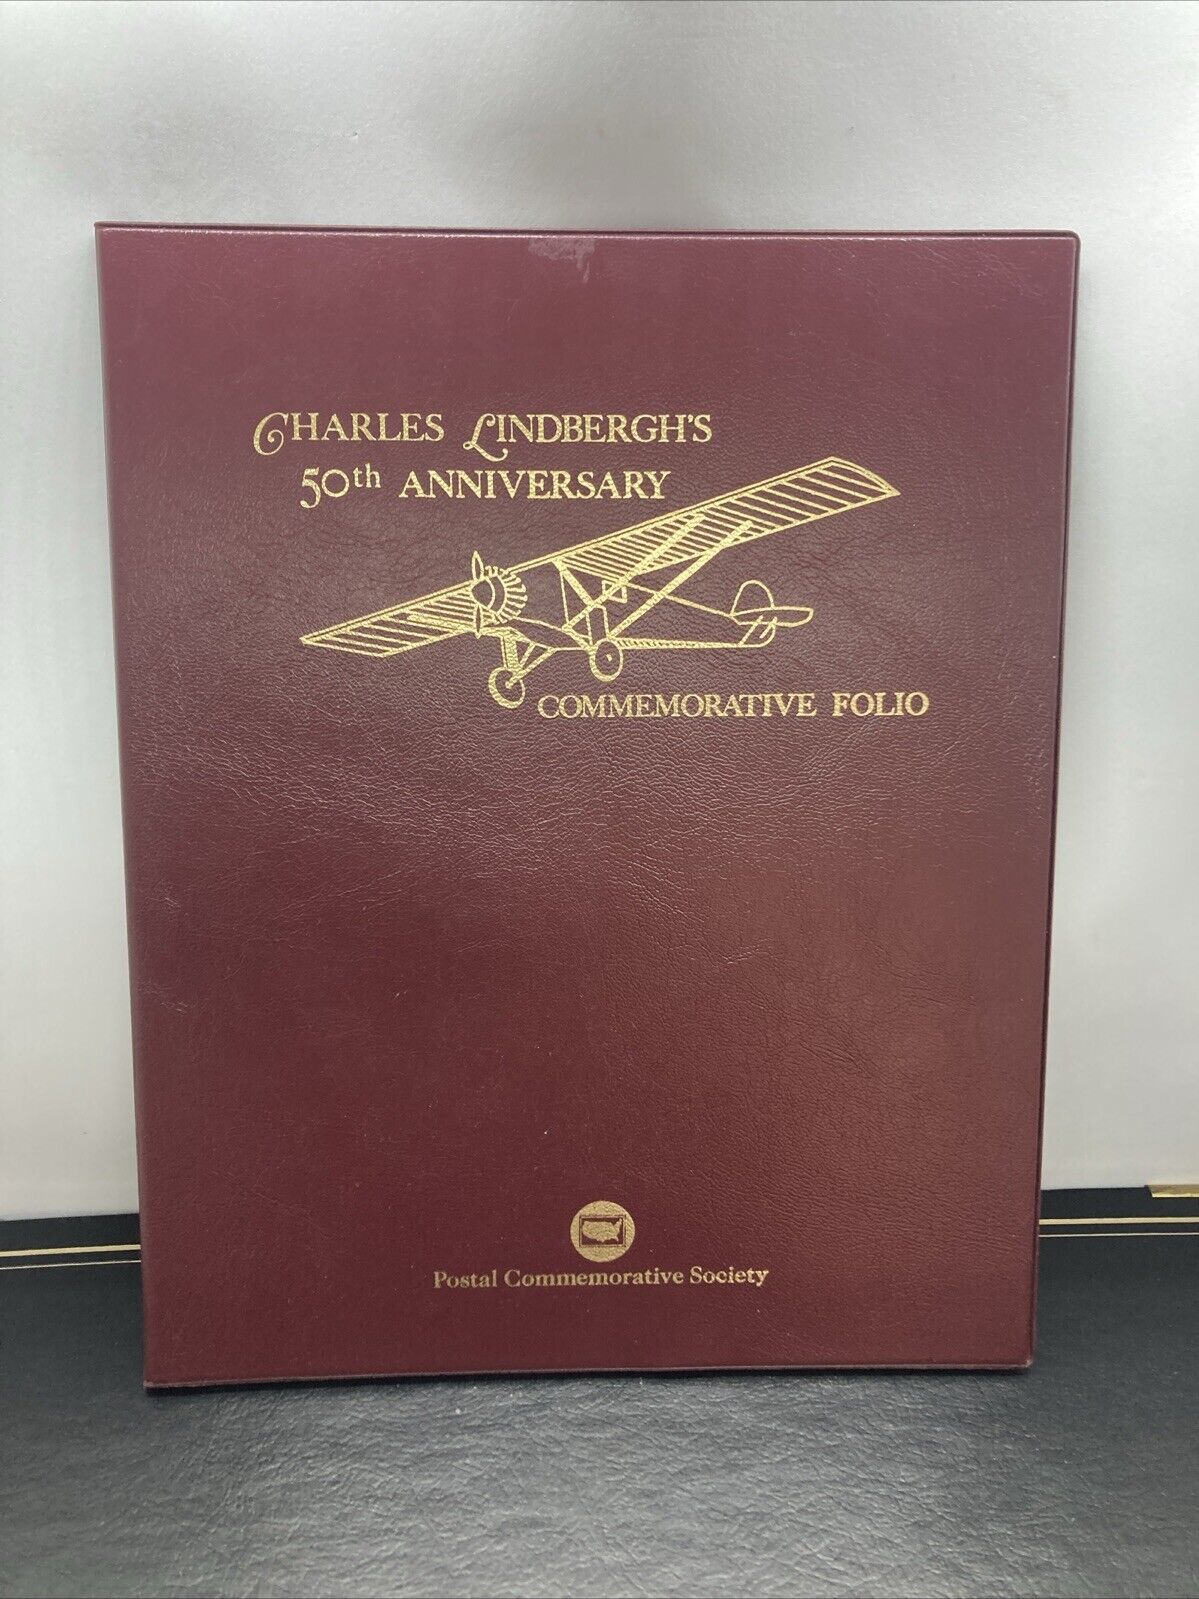 CHARLES LINDBERGH'S
50th ANNIVERSARY
COMMEMORATIVE FOLIO
Postal Commemorative Society